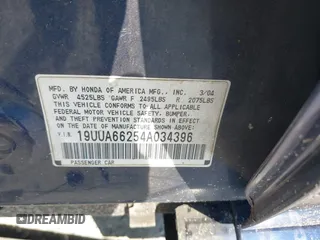 MFD. BY HONDA OF AMERICA MFG., INC. 3/04
GVWR 4525LBS GAWR F 2495LBS R 2075LBS
THIS VEHICLE CONFORMS TO ALL APPLICABLE
FEDERAL MOTOR VEHICLE SAFETY, BUMPER,
AND THEFT PREVENTION STANDARDS IN EFFECT
ON THE DATE OF MANUFACTURE SHOWN ABOVE.
19UUA66254A034396
PASSENGER CAR
DREAMBID